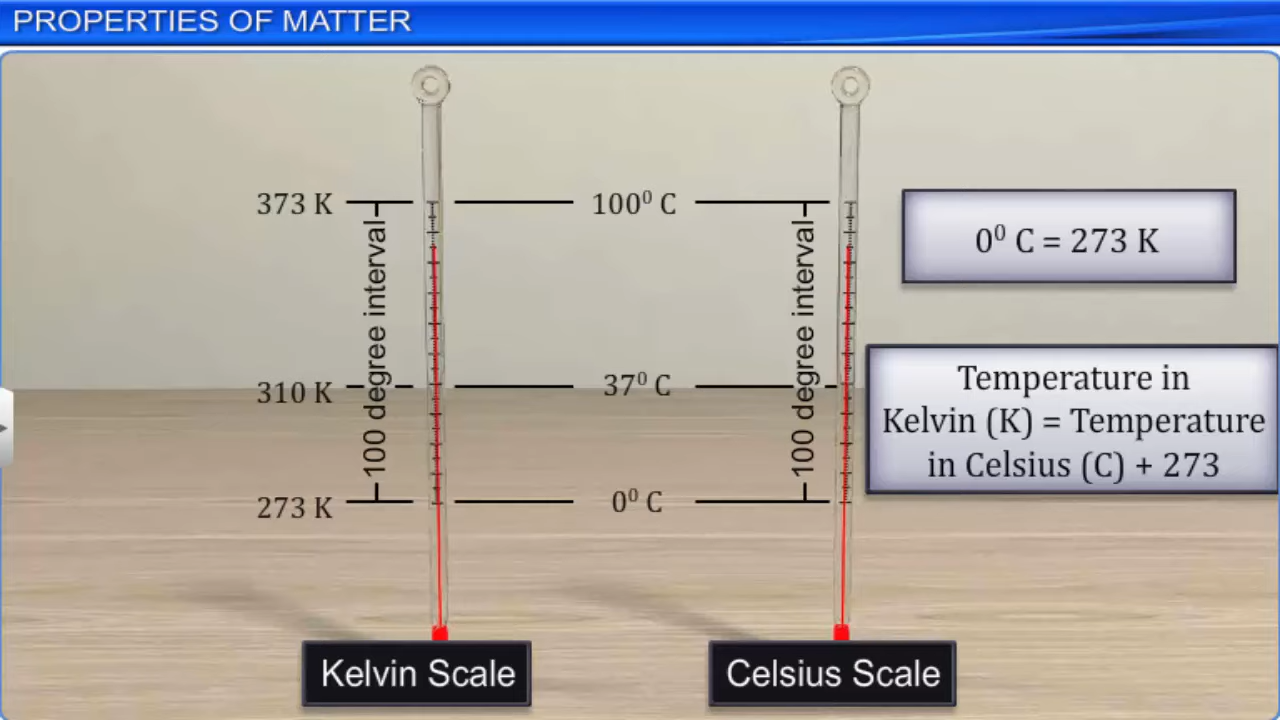 PROPERTIES OF MATTER
373 K
100⁰ C
100 degree interval
100 degree interval
0⁰ C = 273 K
310 K
37⁰ C
Temperature in
Kelvin (K) = Temperature
in Celsius (C) + 273
273 K
0⁰ C
Kelvin Scale
Celsius Scale